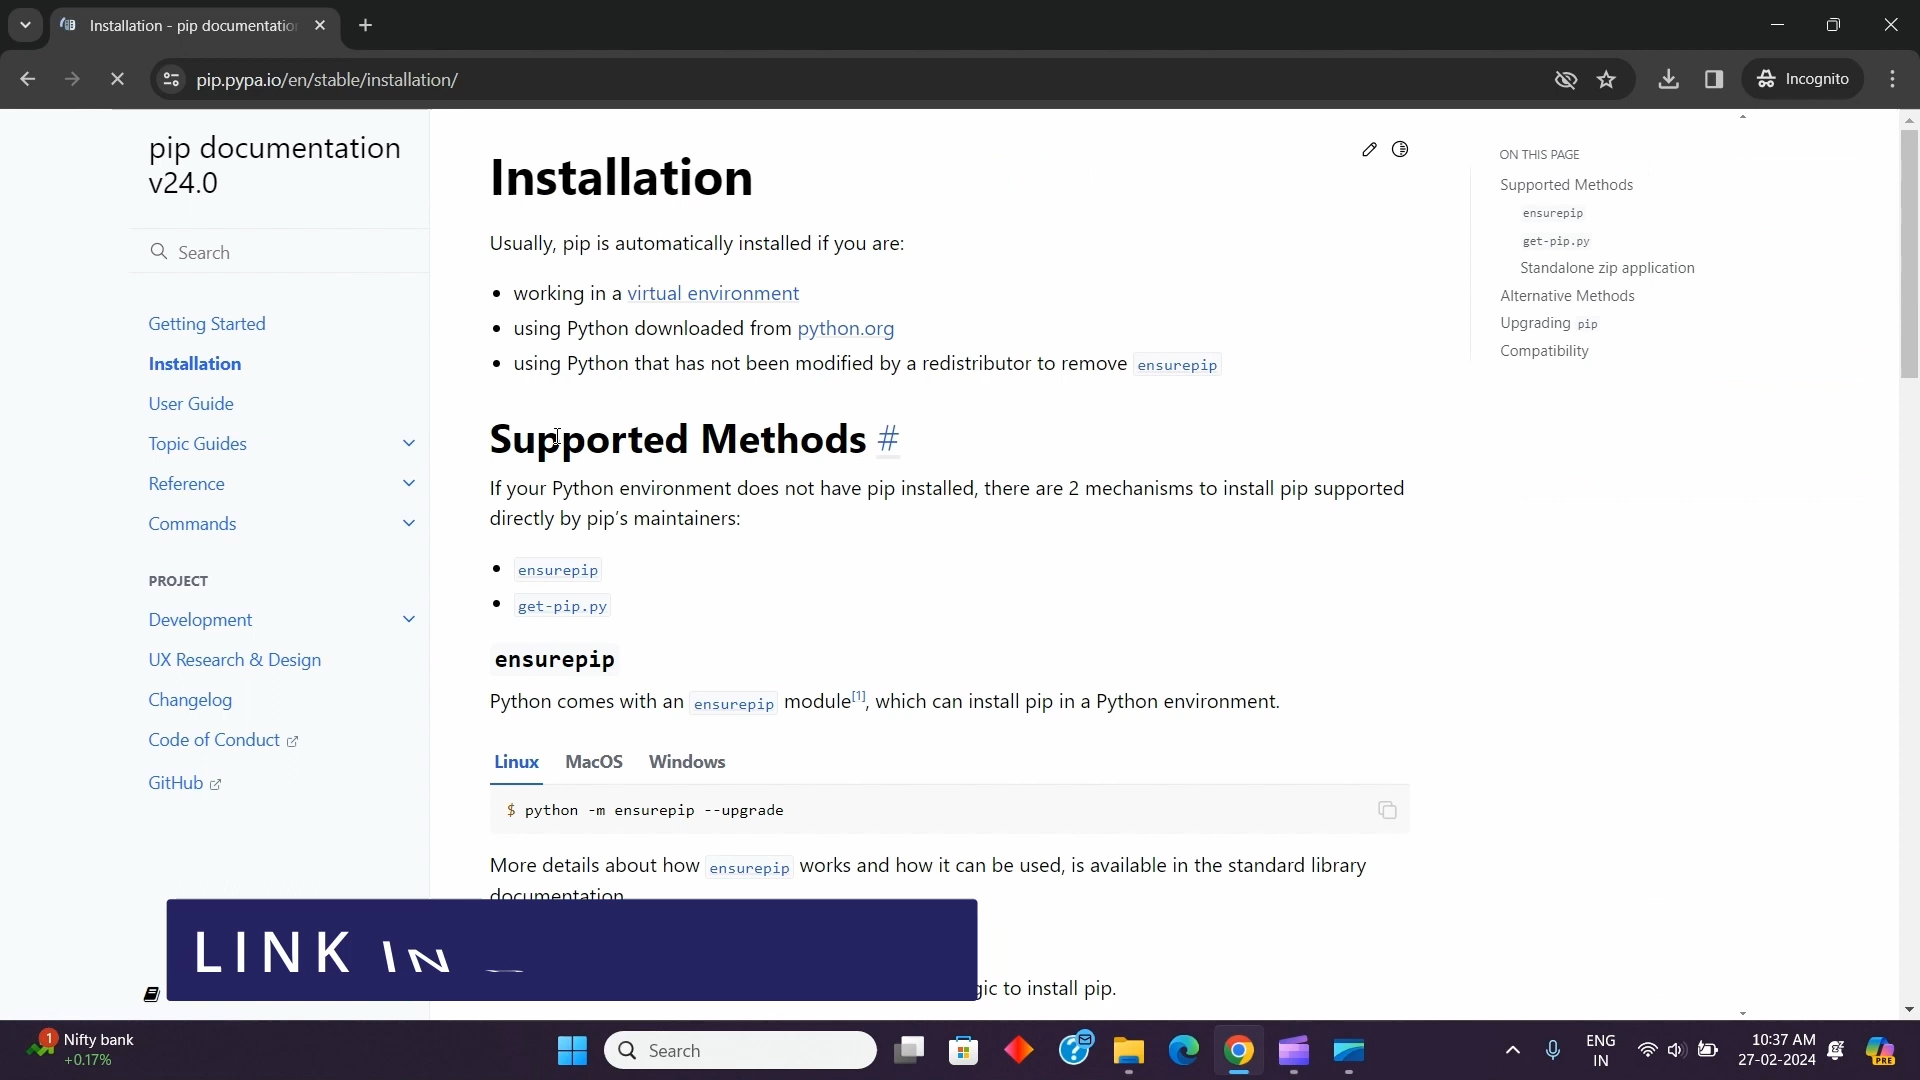 Installation - pip documentation
pip.pypa.io/en/stable/installation/
Incognito
pip documentation
v24.0
Search
Getting Started
Installation
User Guide
Topic Guides
Reference
Commands
PROJECT
Development
UX Research & Design
Changelog
Code of Conduct
GitHub
Installation
Usually, pip is automatically installed if you are:
• working in a virtual environment
• using Python downloaded from python.org
• using Python that has not been modified by a redistributor to remove ensurepip
Supported Methods #
If your Python environment does not have pip installed, there are 2 mechanisms to install pip supported
directly by pip’s maintainers:
• ensurepip
• get-pip.py
ensurepip
Python comes with an ensurepip module[1], which can install pip in a Python environment.
Linux MacOS Windows
$ python -m ensurepip --upgrade
More details about how ensurepip works and how it can be used, is available in the standard library
documentation
gic to install pip.
ON THIS PAGE
Supported Methods
ensurepip
get-pip.py
Standalone zip application
Alternative Methods
Upgrading pip
Compatibility
LINK IN
1 Nifty bank
+0.17%
Search
ENG
IN
10:37 AM
27-02-2024
PRE